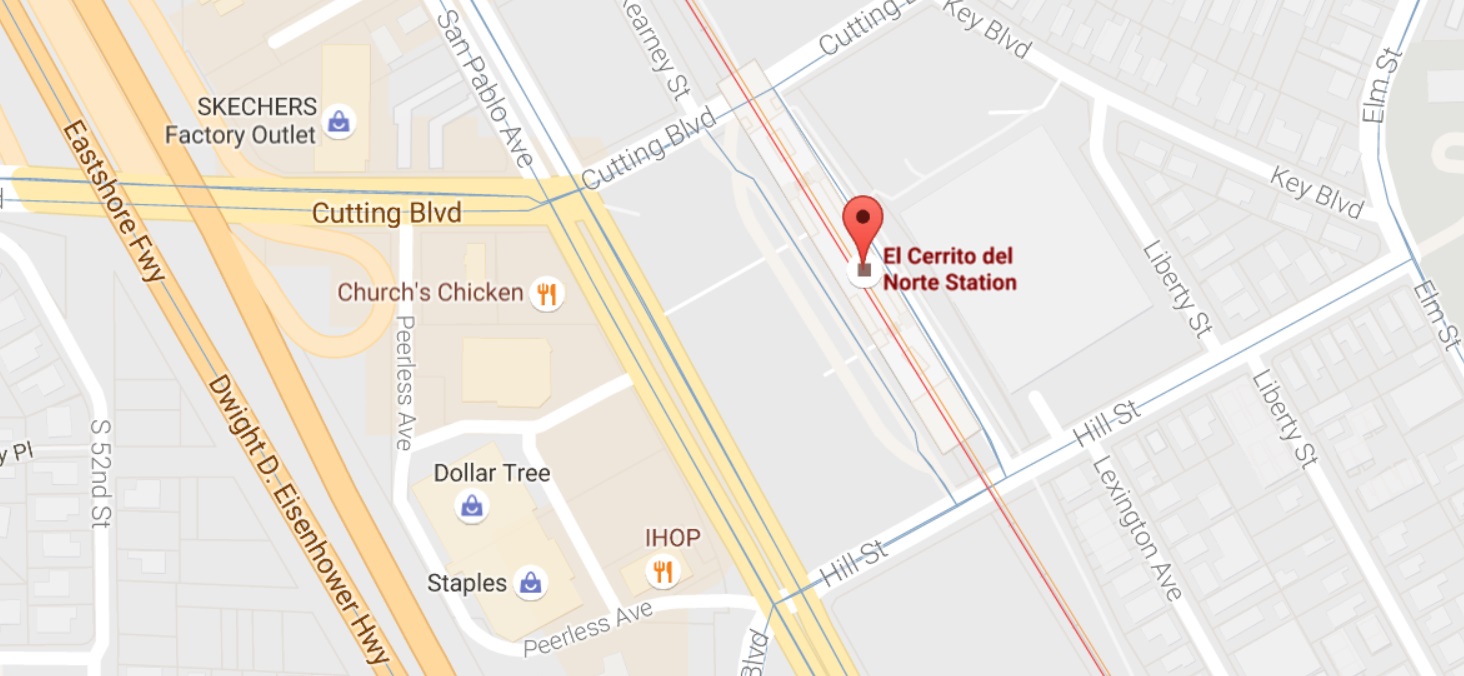 San Pablo Ave
Kearney St
Cutting B
Key Blvd
Elm St
SKECHERS
Factory Outlet
Eastshore Fwy
Cutting Blvd
Cutting Blvd
Key Blvd
El Cerrito del
Norte Station
Liberty St
Elm St
Church's Chicken
Peerless Ave
Dwight D. Eisenhower Hwy
S 52nd St
y Pl
Hill St
Liberty St
Dollar Tree
Lexington Ave
IHOP
Hill St
Staples
Peerless Ave
Blvd